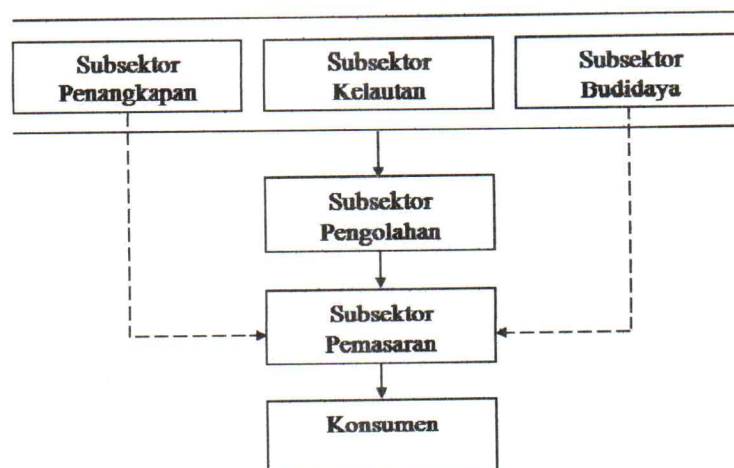 Subsektor
Penangkapan
Subsektor
Kelautan
Subsektor
Budidaya
Subsektor
Pengolahan
Subsektor
Pemasaran
Konsumen